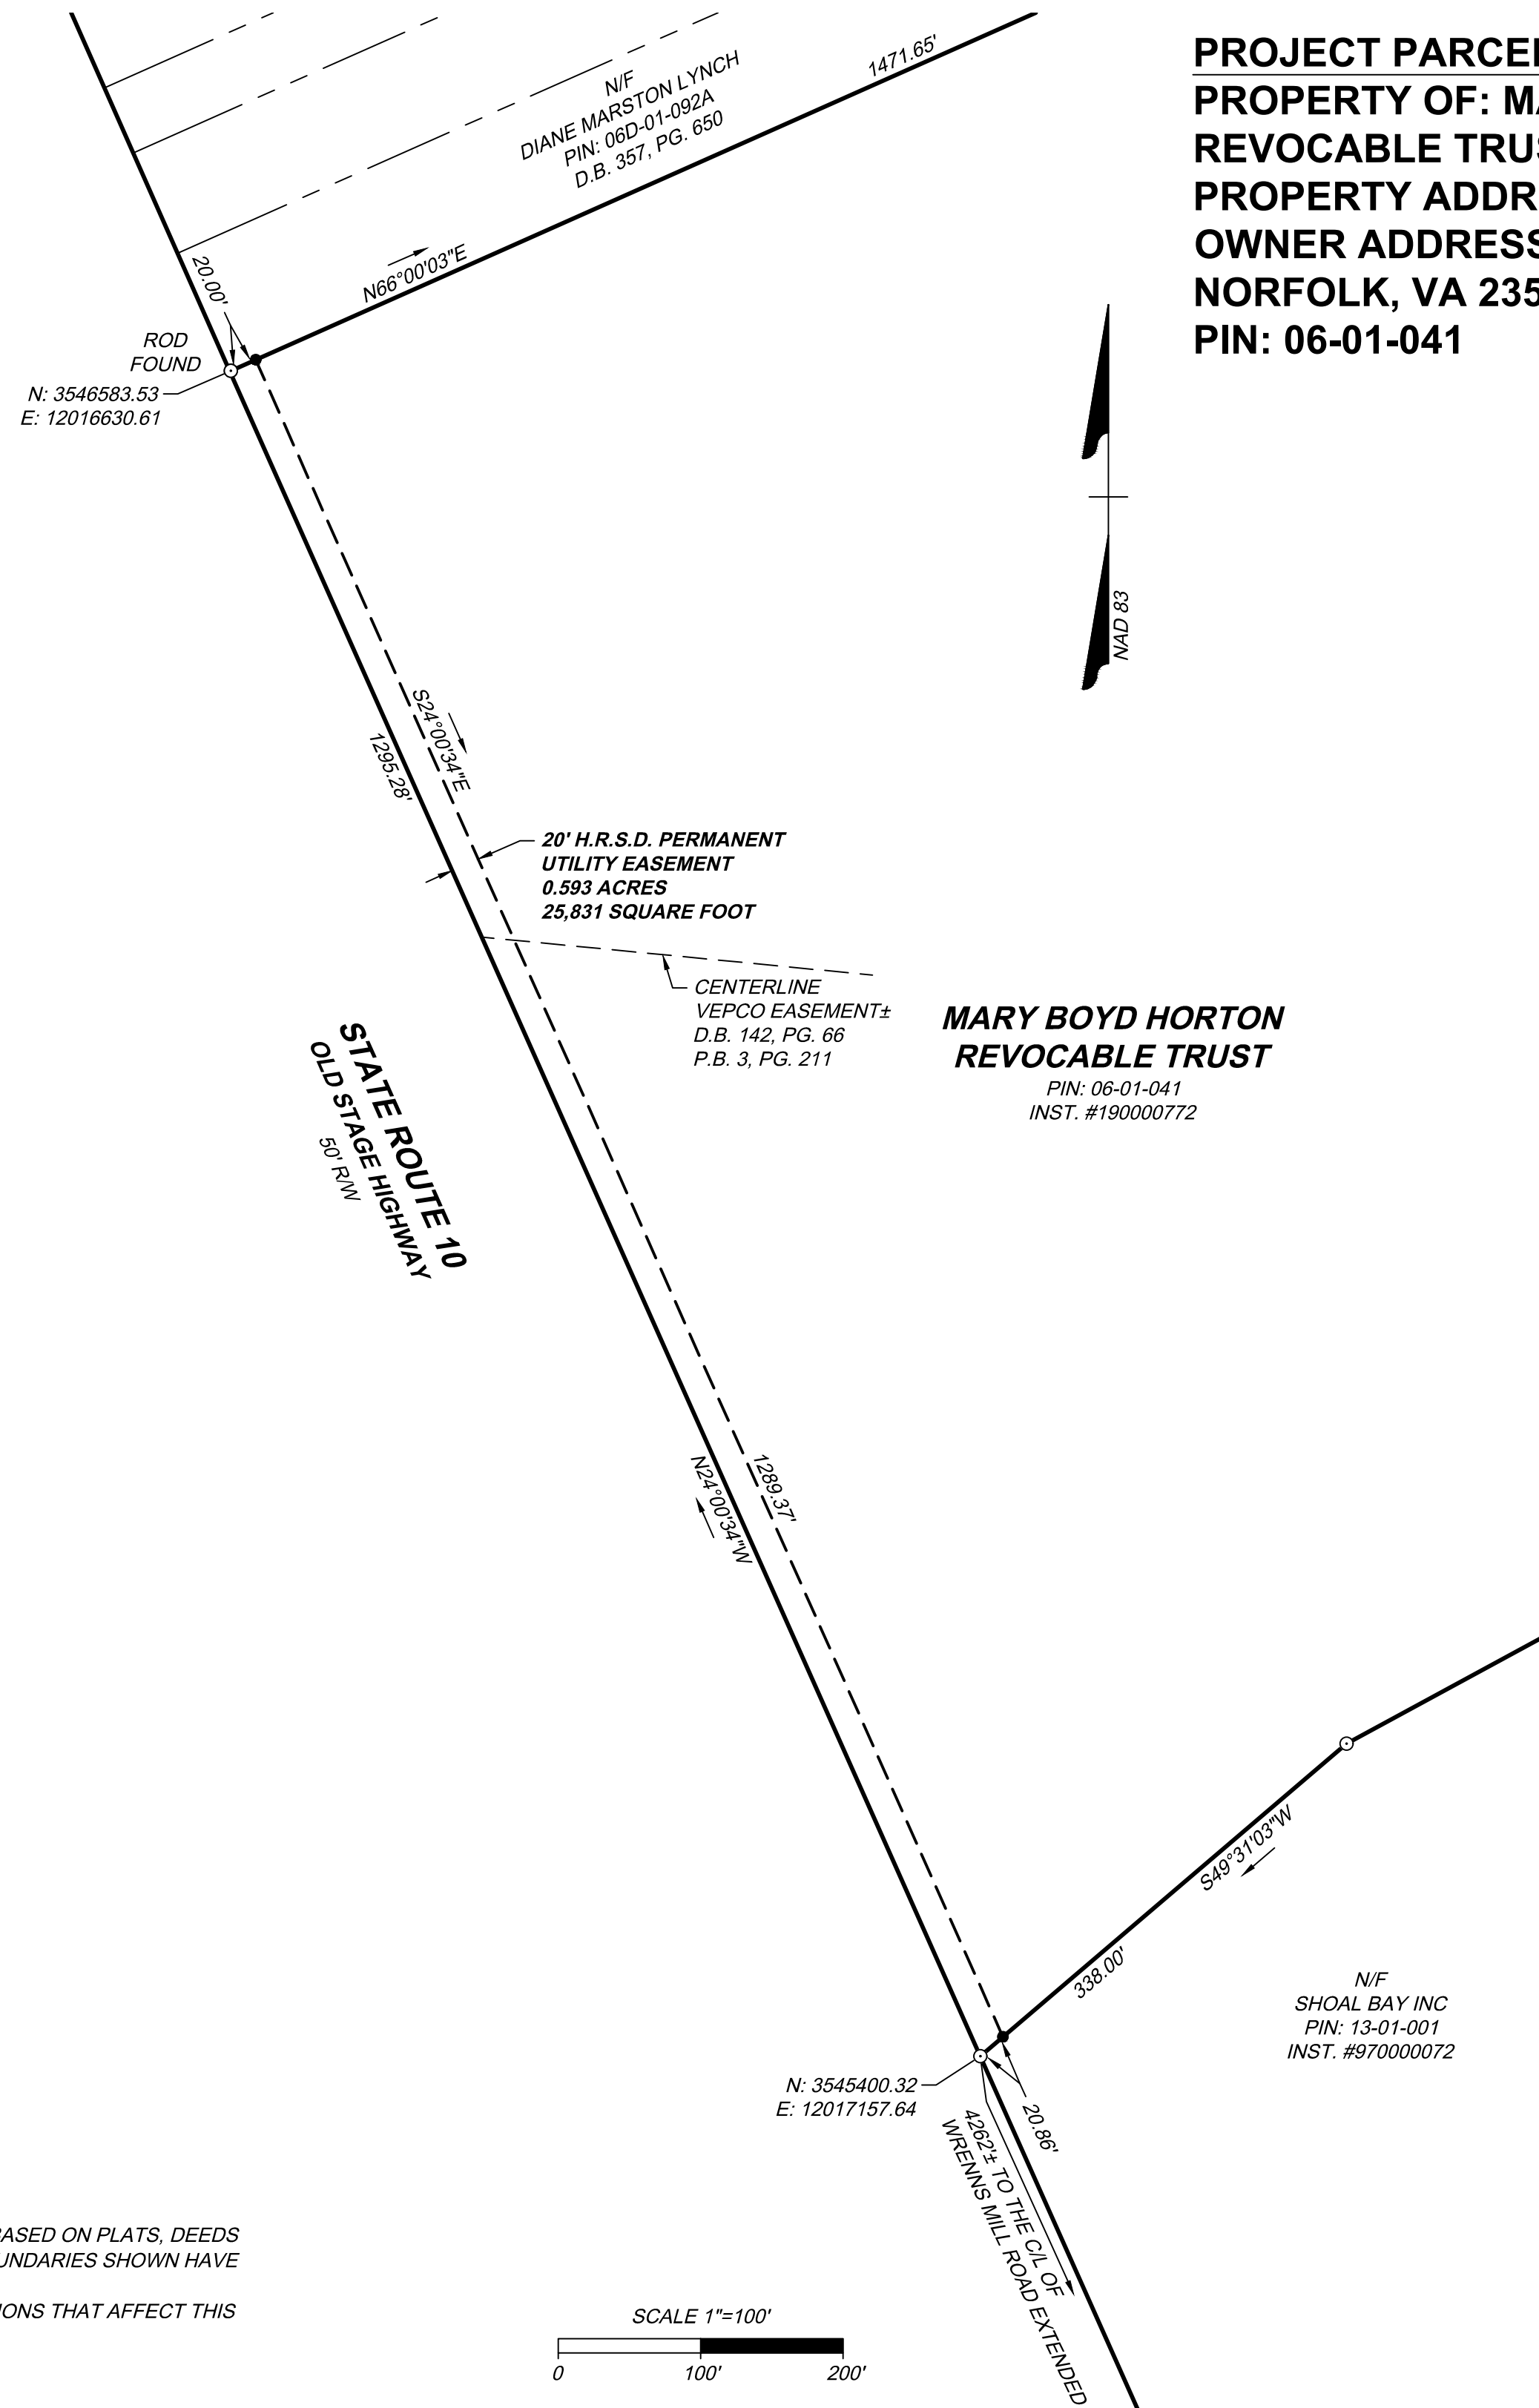 PROJECT PARCEL
PROPERTY OF: MA
REVOCABLE TRUS
PROPERTY ADDR
OWNER ADDRESS
NORFOLK, VA 235
PIN: 06-01-041
N/F
DIANE MARSTON LYNCH
PIN: 06D-01-092A
D.B. 357, PG. 650
1471.65'
N66°00'03"E
20.00'
ROD
FOUND
N: 3546583.53
E: 12016630.61
NAD 83
S24°00'34"E
1295.28'
20' H.R.S.D. PERMANENT
UTILITY EASEMENT
0.593 ACRES
25,831 SQUARE FOOT
CENTERLINE
VEPCO EASEMENT±
D.B. 142, PG. 66
P.B. 3, PG. 211
MARY BOYD HORTON
REVOCABLE TRUST
PIN: 06-01-041
INST. #190000772
STATE ROUTE 10
OLD STAGE HIGHWAY
50' R/W
N24°00'34"W
1289.37'
S49°31'03"W
338.00'
N/F
SHOAL BAY INC
PIN: 13-01-001
INST. #970000072
N: 3545400.32
E: 12017157.64
20.86'
4262'± TO THE C/L OF
WRENNS MILL ROAD EXTENDED
BASED ON PLATS, DEEDS
UNDARIES SHOWN HAVE
IONS THAT AFFECT THIS
SCALE 1"=100'
0 100' 200'